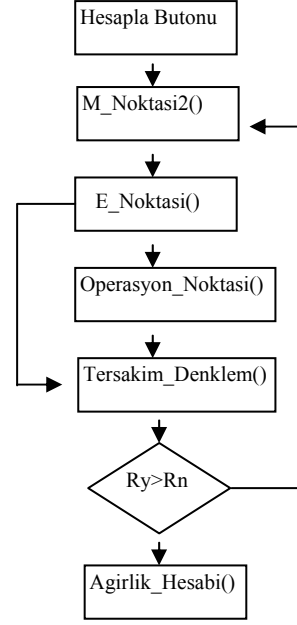 Hesapla Butonu
M_Noktasi2()
E_Noktasi()
Operasyon_Noktasi()
Tersakim_Denklem()
Ry>Rn
Agirlik_Hesabi()